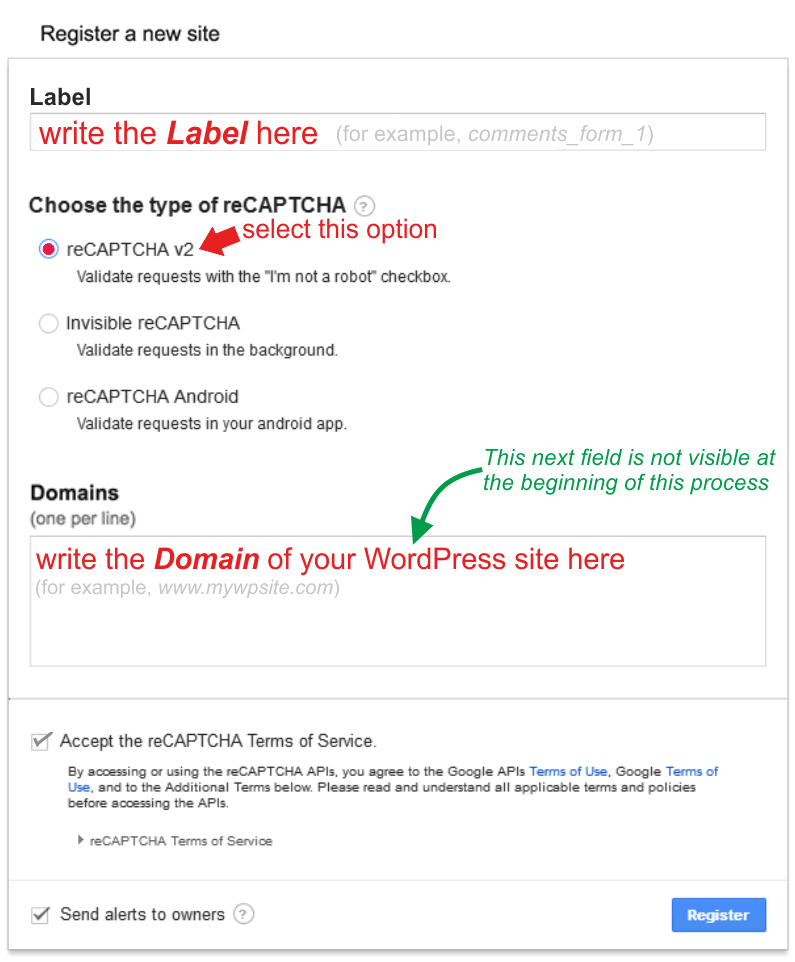 Register a new site
Label
write the Label here (for example, comments_form_1)
Choose the type of reCAPTCHA ?
select this option
reCAPTCHA v2
Validate requests with the "I'm not a robot" checkbox.
Invisible reCAPTCHA
Validate requests in the background.
reCAPTCHA Android
Validate requests in your android app.
This next field is not visible at
the beginning of this process
Domains
(one per line)
write the Domain of your WordPress site here
(for example, www.mywpsite.com)
Accept the reCAPTCHA Terms of Service.
By accessing or using the reCAPTCHA APIs, you agree to the Google APIs Terms of Use, Google Terms of
Use, and to the Additional Terms below. Please read and understand all applicable terms and policies
before accessing the APIs.
reCAPTCHA Terms of Service
Send alerts to owners ?
Register